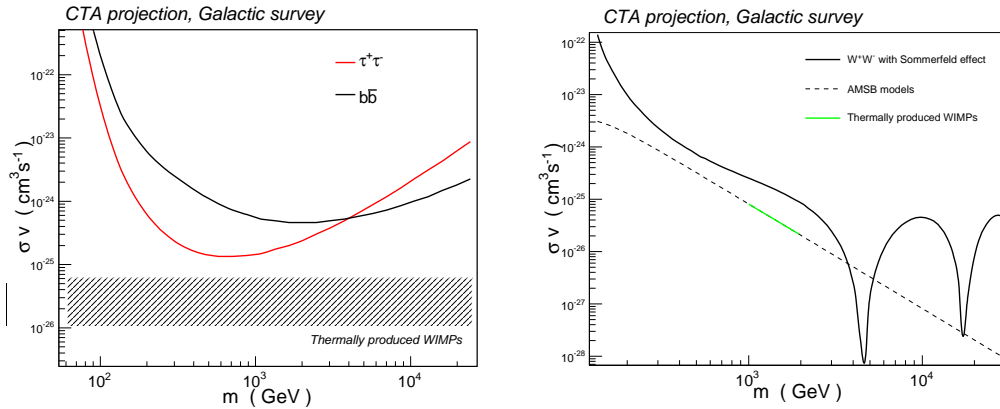 CTA projection, Galactic survey
τ⁺τ⁻
bb̅
10⁻²²
10⁻²³
10⁻²⁴
10⁻²⁵
10⁻²⁶
σ v ( cm³s⁻¹ )
Thermally produced WIMPs
10²
10³
10⁴
m ( GeV )
CTA projection, Galactic survey
W⁺W⁻ with Sommerfeld effect
AMSB models
Thermally produced WIMPs
10⁻²²
10⁻²³
10⁻²⁴
10⁻²⁵
10⁻²⁶
10⁻²⁷
10⁻²⁸
σ v ( cm³s⁻¹ )
10³
10⁴
m ( GeV )